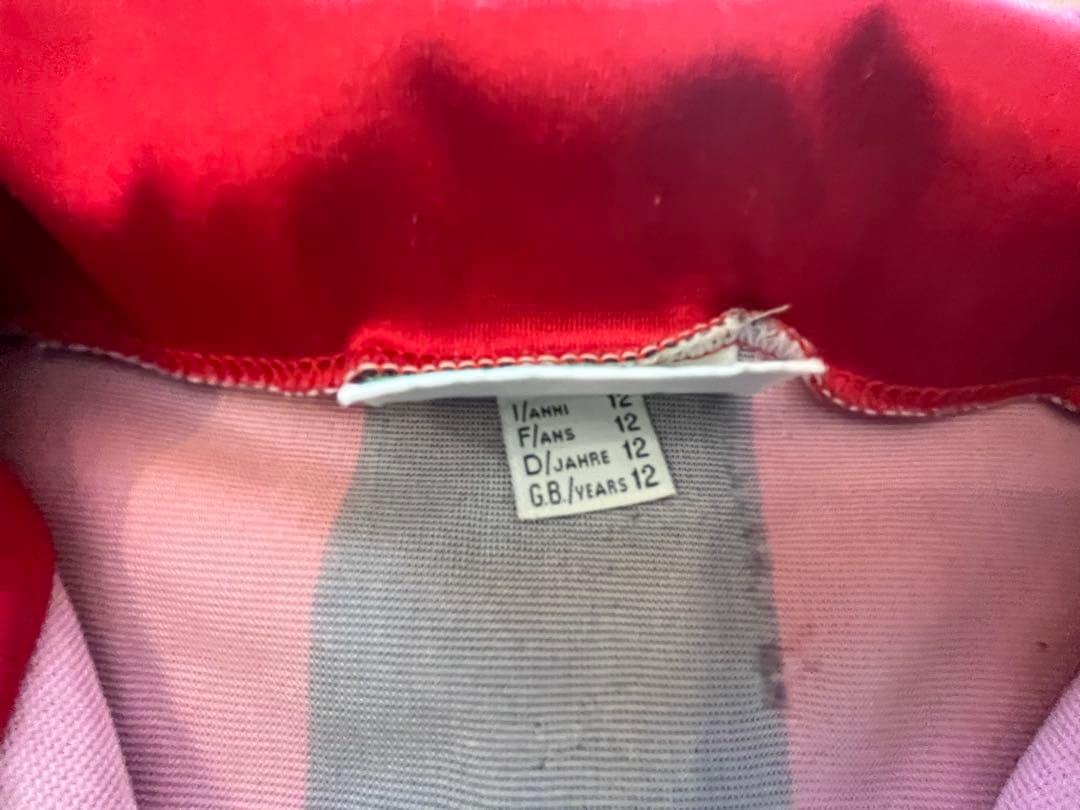 I/ANNI 12
F/ANS 12
D/JAHRE 12
G.B./YEARS 12